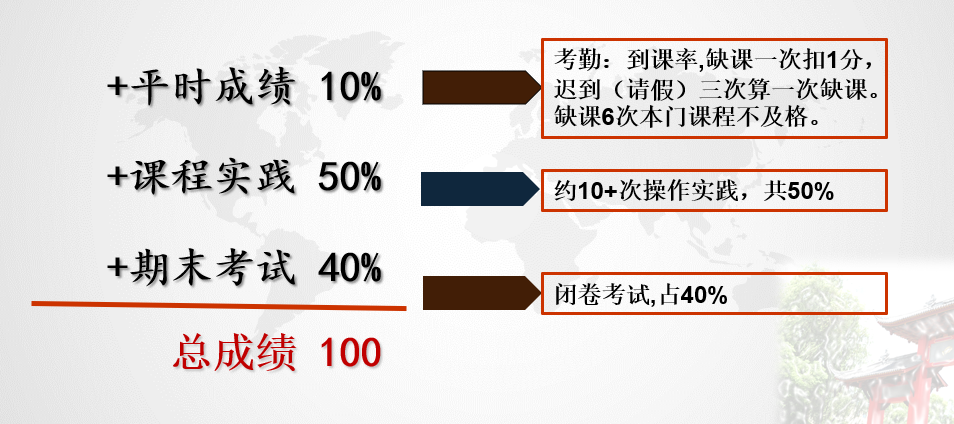 +平时成绩 10%
考勤：到课率,缺课一次扣1分，
迟到（请假）三次算一次缺课。
缺课6次本门课程不及格。
+课程实践 50%
约10+次操作实践，共50%
+期末考试 40%
闭卷考试,占40%
总成绩 100